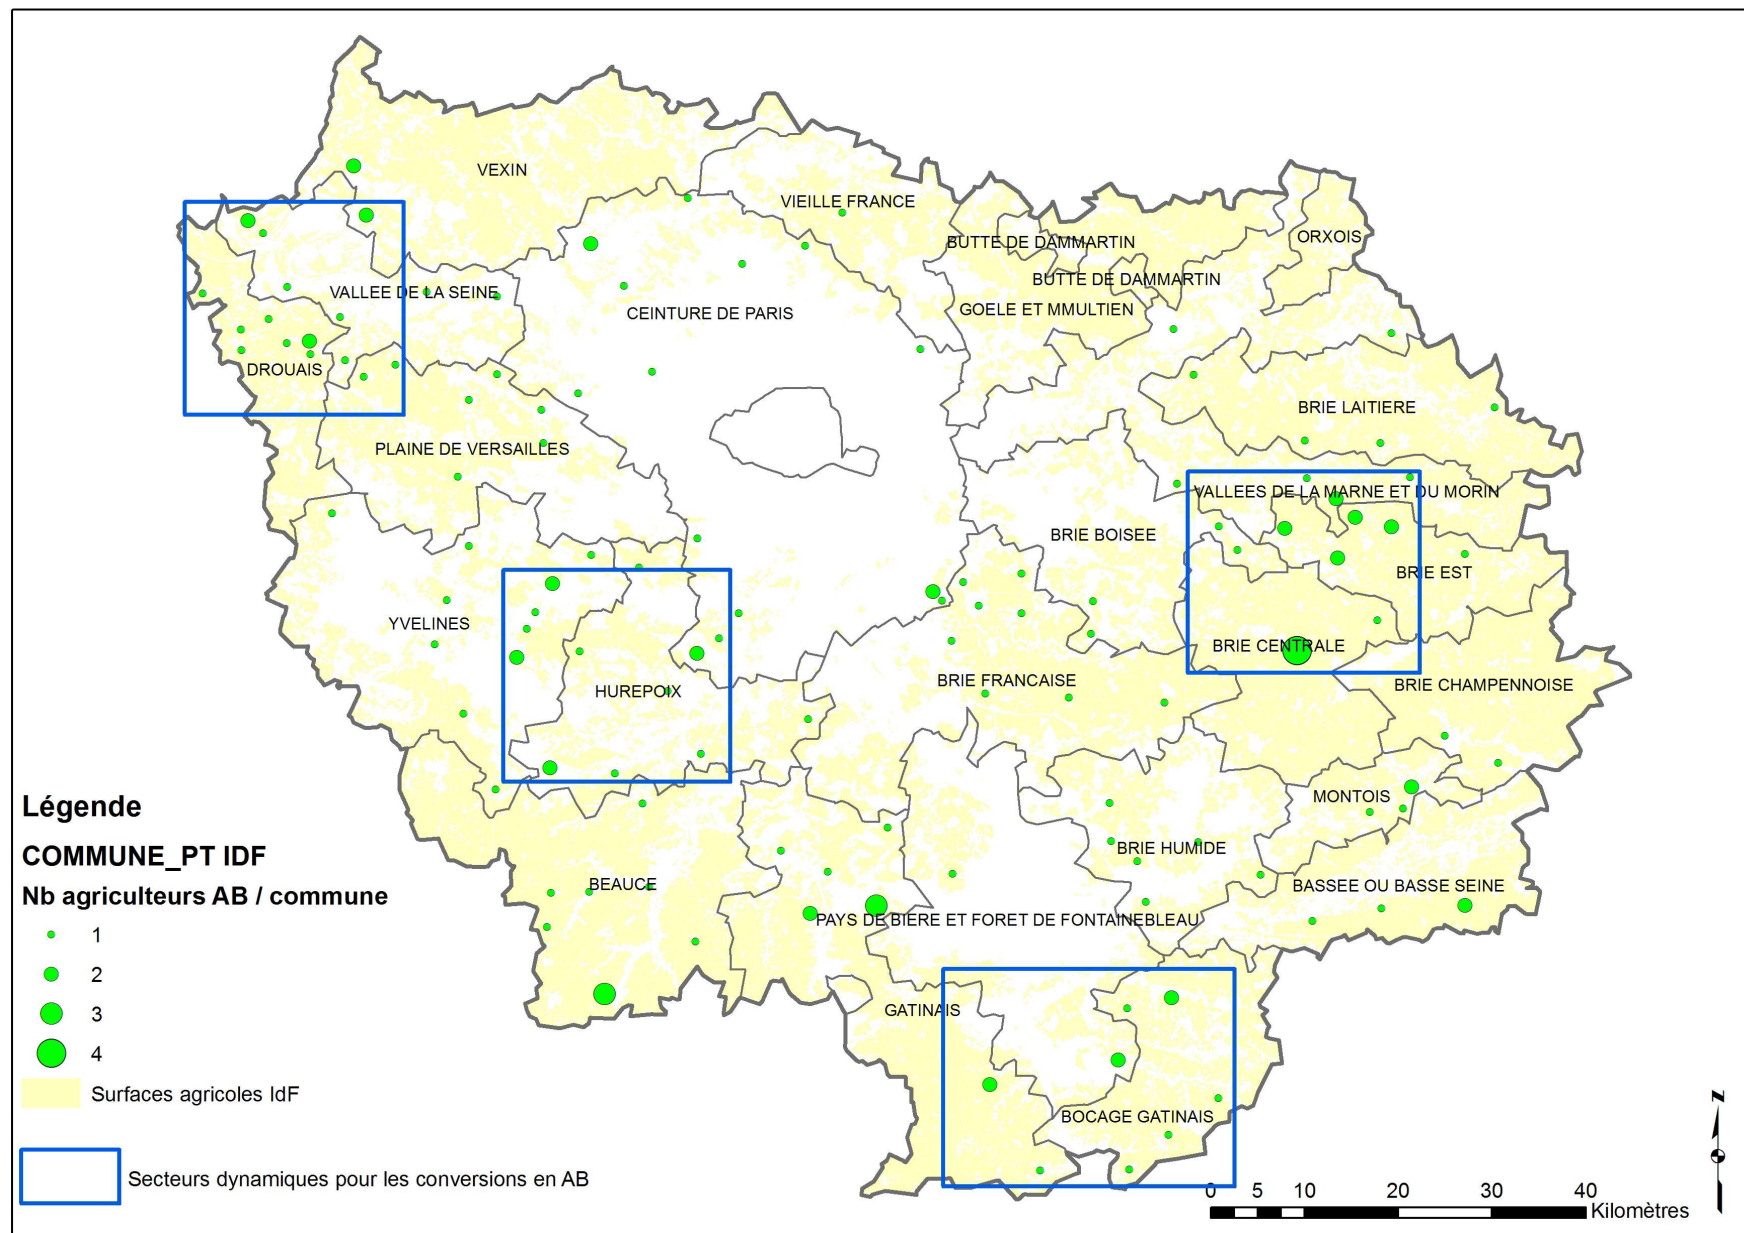 VEXIN
VIEILLE FRANCE
BUTTE DE DAMMARTIN
ORXOIS
BUTTE DE DAMMARTIN
VALLEE DE LA SEINE
GOELE ET MMULTIEN
CEINTURE DE PARIS
DROUAIS
BRIE LAITIERE
PLAINE DE VERSAILLES
VALLEES DE LA MARNE ET DU MORIN
BRIE BOISEE
BRIE EST
YVELINES
BRIE CENTRALE
BRIE FRANCAISE
BRIE CHAMPENNOISE
HUREPOIX
MONTOIS
BRIE HUMIDE
BEAUCE
BASSEE OU BASSE SEINE
PAYS DE BIERE ET FORET DE FONTAINEBLEAU
GATINAIS
BOCAGE GATINAIS
Légende
COMMUNE_PT IDF
Nb agriculteurs AB / commune
1
2
3
4
Surfaces agricoles IdF
Secteurs dynamiques pour les conversions en AB
N
0 5 10 20 30 40
Kilomètres